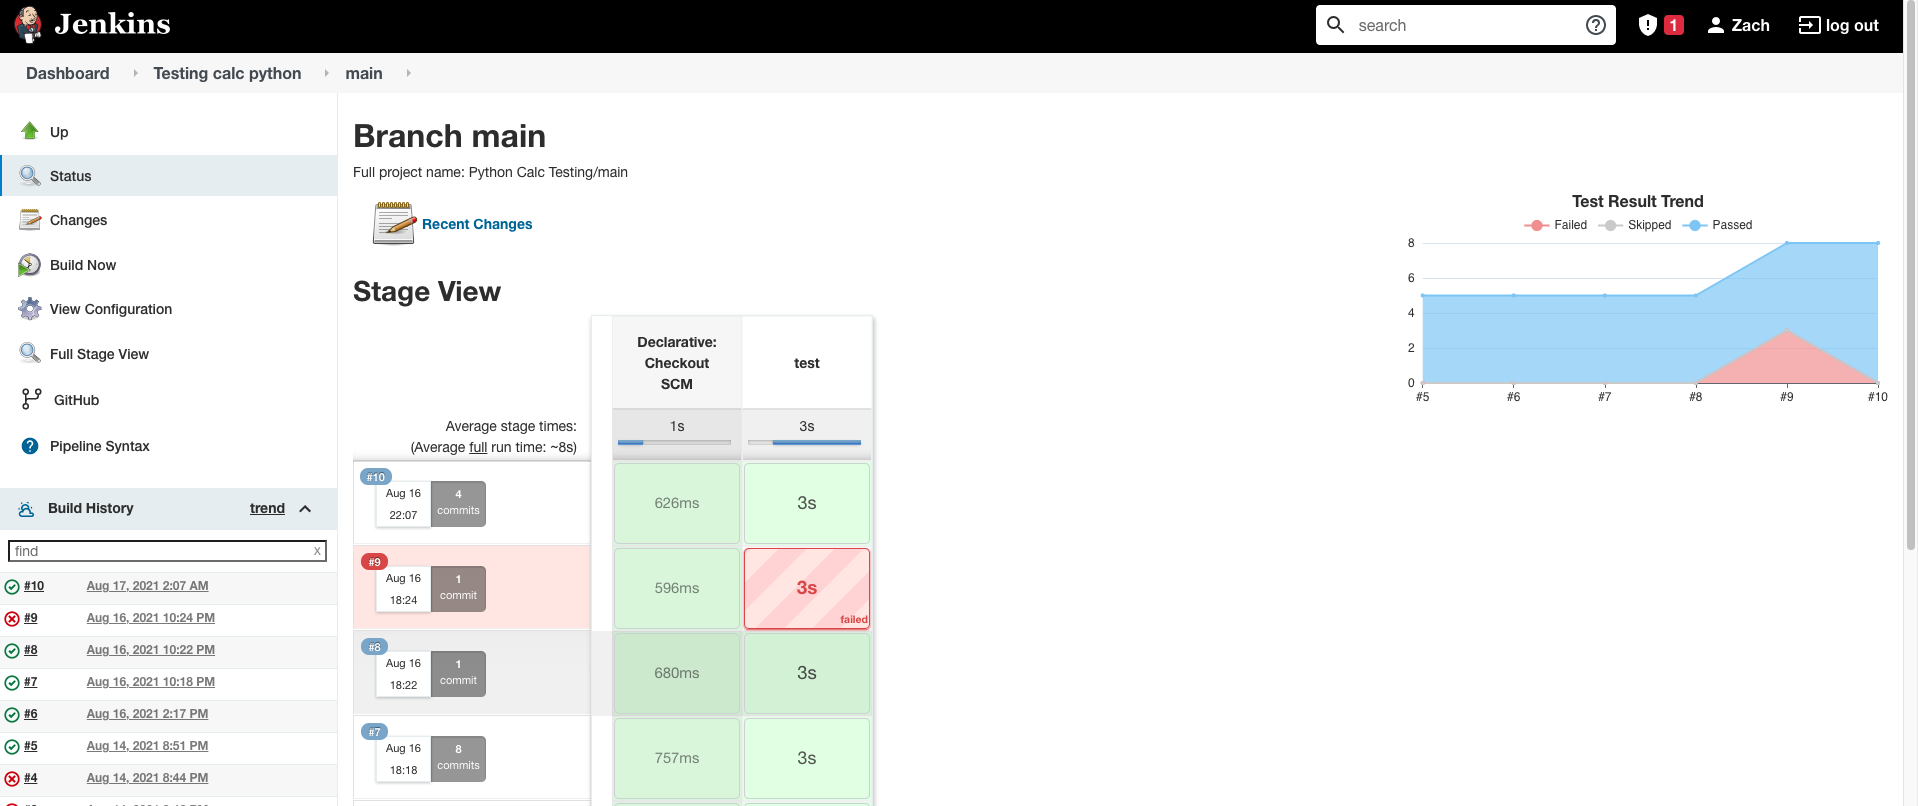 Jenkins
search
1
Zach
log out
Dashboard
Testing calc python
main
Up
Status
Changes
Build Now
View Configuration
Full Stage View
GitHub
Pipeline Syntax
Build History
trend
find
x
#10 Aug 17, 2021 2:07 AM
#9 Aug 16, 2021 10:24 PM
#8 Aug 16, 2021 10:22 PM
#7 Aug 16, 2021 10:18 PM
#6 Aug 16, 2021 2:17 PM
#5 Aug 14, 2021 8:51 PM
#4 Aug 14, 2021 8:44 PM
Branch main
Full project name: Python Calc Testing/main
Recent Changes
Stage View
Declarative:
Checkout
SCM
test
Average stage times:
(Average full run time: ~8s)
1s
3s
#10
Aug 16
22:07
4
commits
626ms
3s
#9
Aug 16
18:24
1
commit
596ms
3s
failed
#8
Aug 16
18:22
1
commit
680ms
3s
#7
Aug 16
18:18
8
commits
757ms
3s
Test Result Trend
Failed Skipped Passed
8
6
4
2
0
#5 #6 #7 #8 #9 #10